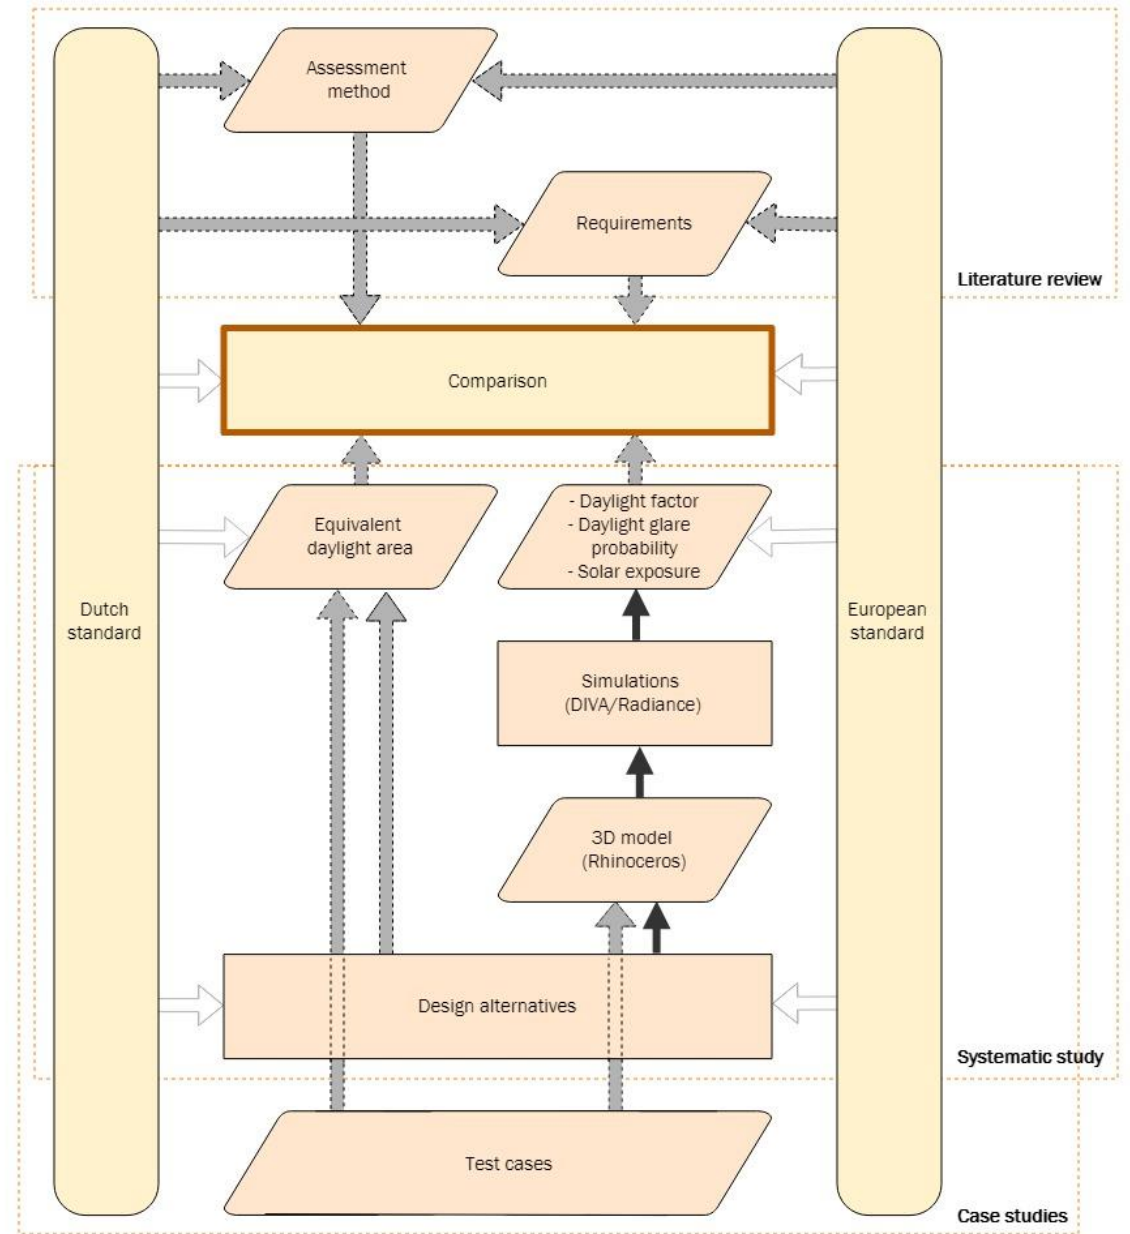 Assessment
method
Requirements
Literature review
Comparison
Equivalent
daylight area
- Daylight factor
- Daylight glare
probability
- Solar exposure
Dutch
standard
European
standard
Simulations
(DIVA/Radiance)
3D model
(Rhinoceros)
Design alternatives
Systematic study
Test cases
Case studies